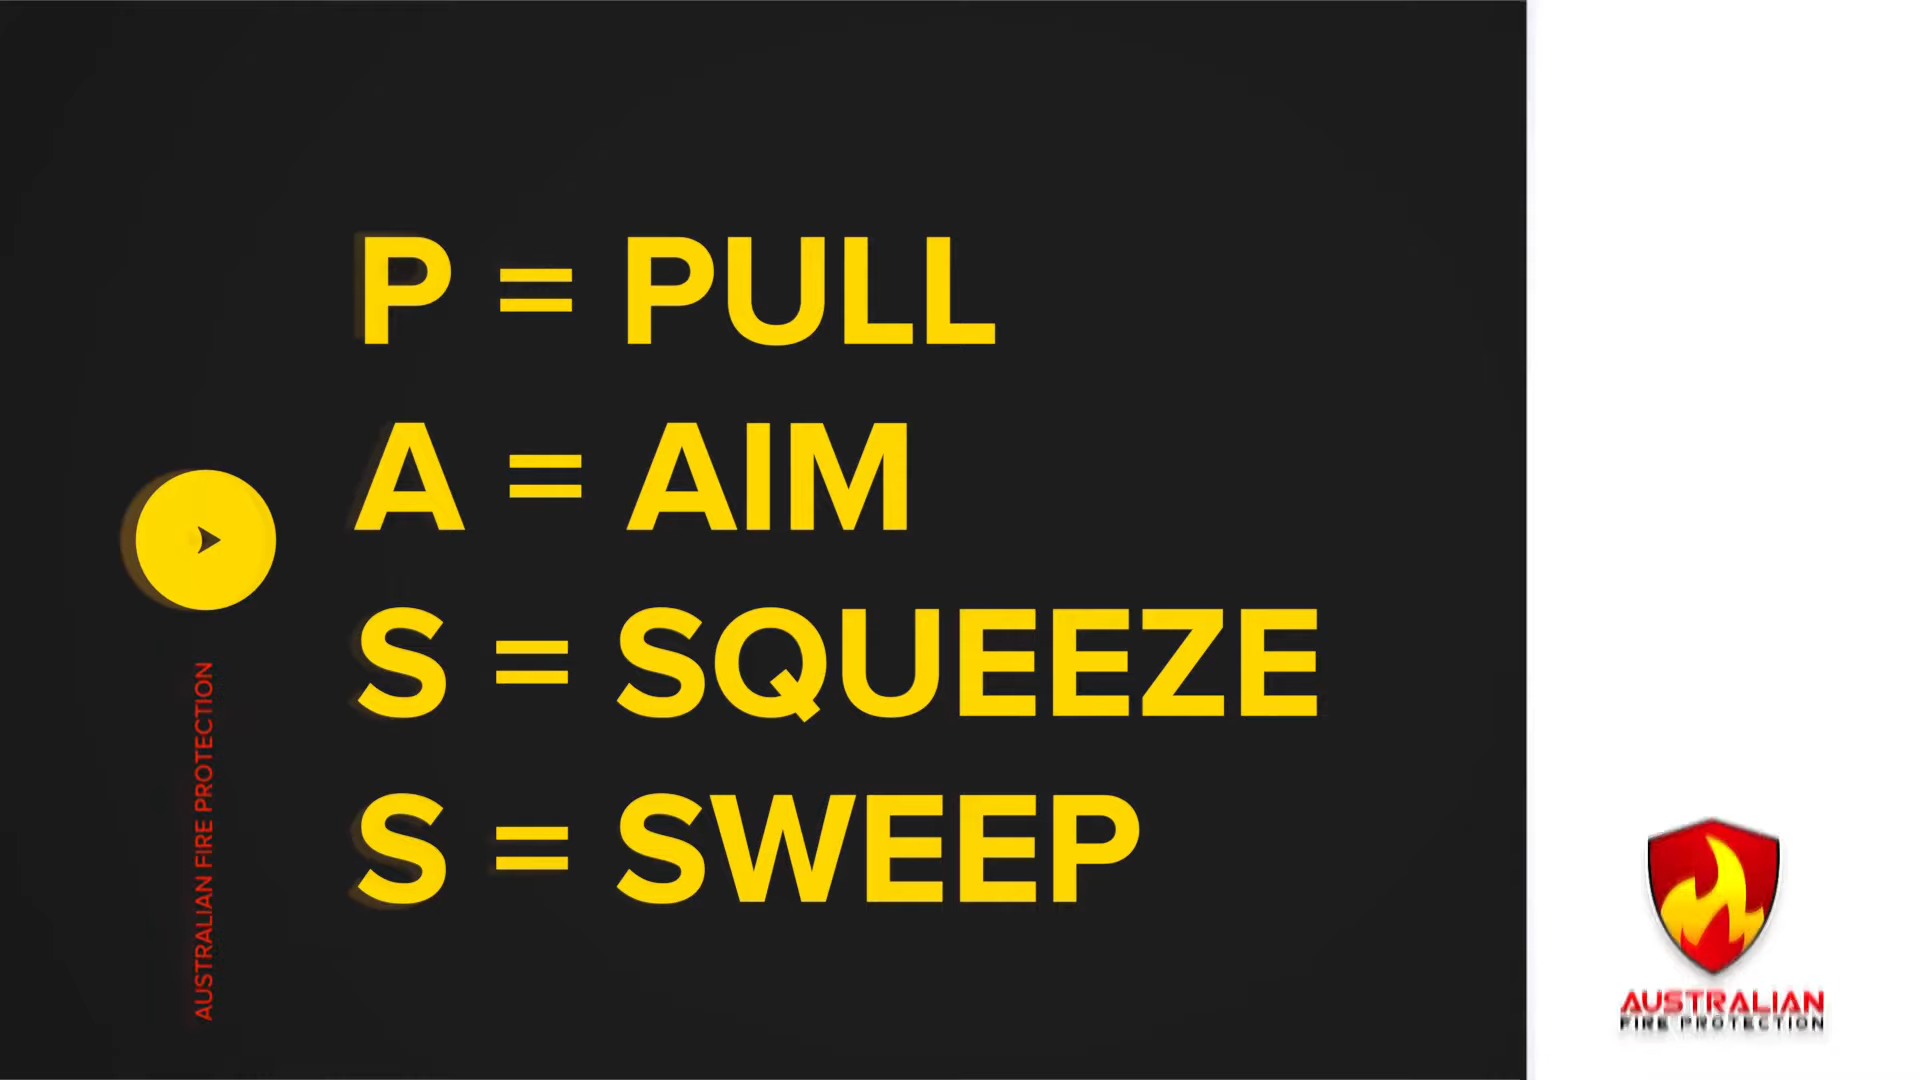 P = PULL
A = AIM
S = SQUEEZE
S = SWEEP
AUSTRALIAN FIRE PROTECTION
AUSTRALIAN
FIRE PROTECTION